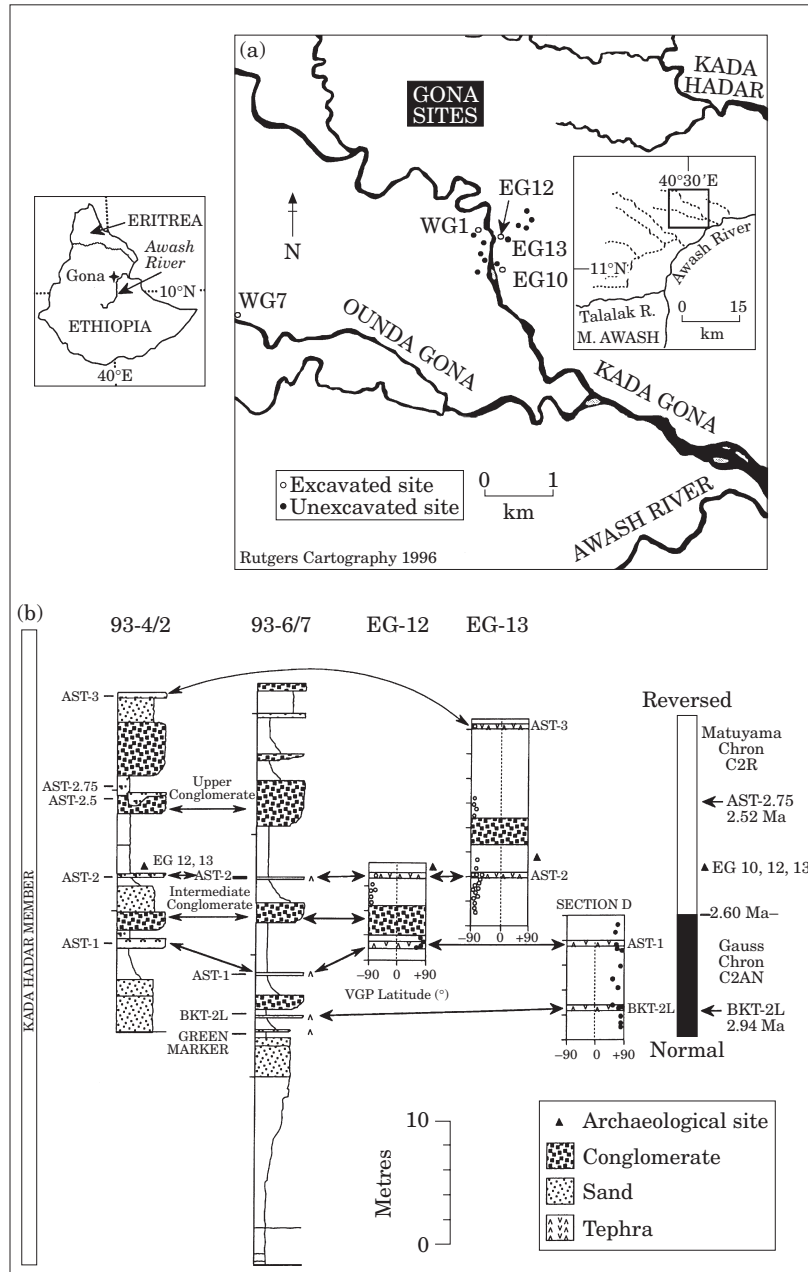 (a)
GONA
SITES
KADA
HADAR
EG12
WG1
EG13
EG10
N
WG7
OUNDA GONA
KADA GONA
AWASH RIVER
40°30'E
11°N
Awash River
Talalak R.
M. AWASH
0 15
km
ERITREA
Awash
River
Gona
10°N
ETHIOPIA
40°E
Excavated site
Unexcavated site
0 1
km
Rutgers Cartography 1996
(b)
93-4/2
93-6/7
EG-12
EG-13
KADA HADAR MEMBER
AST-3
AST-2.75
AST-2.5
EG 12, 13
AST-2
AST-1
Upper
Conglomerate
AST-2
Intermediate
Conglomerate
AST-1
BKT-2L
GREEN
MARKER
–90 0 +90
VGP Latitude (°)
AST-3
AST-2
–90 0 +90
SECTION D
AST-1
BKT-2L
–90 0 +90
Reversed
Matuyama
Chron
C2R
AST-2.75
2.52 Ma
EG 10, 12, 13
2.60 Ma–
Gauss
Chron
C2AN
BKT-2L
2.94 Ma
Normal
10
Metres
0
Archaeological site
Conglomerate
Sand
Tephra